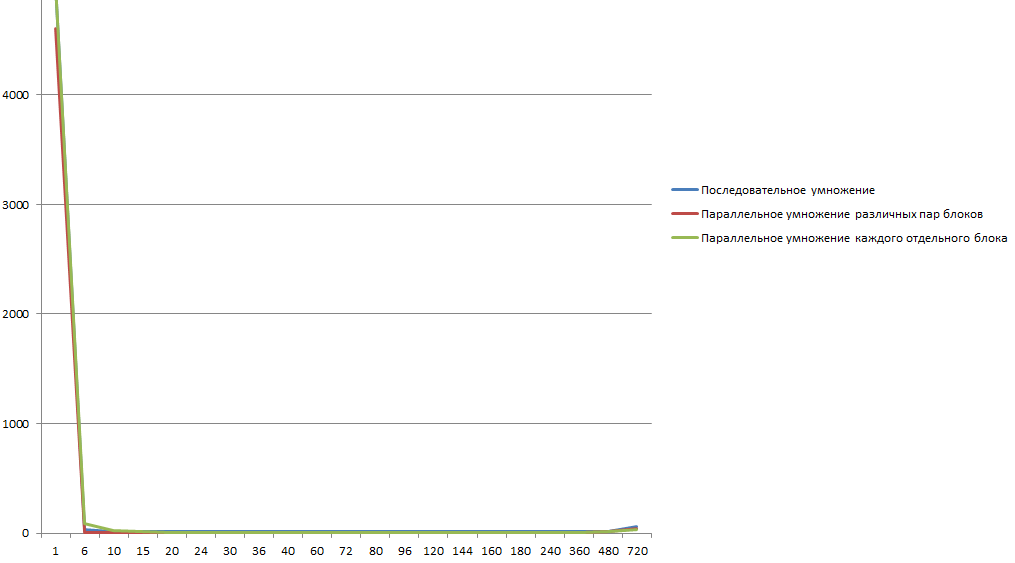 4000
3000
2000
1000
0
1 6 10 15 20 24 30 36 40 60 72 80 96 120 144 160 180 240 360 480 720
Последовательное умножение
Параллельное умножение различных пар блоков
Параллельное умножение каждого отдельного блока